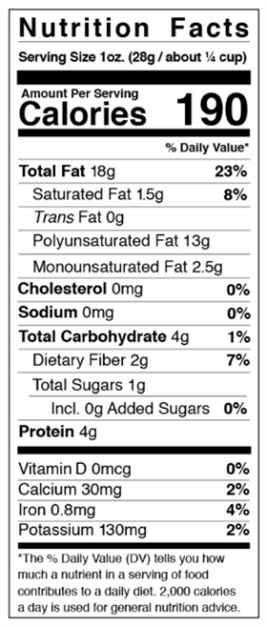 Nutrition Facts
Serving Size 1oz. (28g / about ¼ cup)
Amount Per Serving
Calories 190
% Daily Value*
Total Fat 18g 23%
Saturated Fat 1.5g 8%
Trans Fat 0g
Polyunsaturated Fat 13g
Monounsaturated Fat 2.5g
Cholesterol 0mg 0%
Sodium 0mg 0%
Total Carbohydrate 4g 1%
Dietary Fiber 2g 7%
Total Sugars 1g
Incl. 0g Added Sugars 0%
Protein 4g
Vitamin D 0mcg 0%
Calcium 30mg 2%
Iron 0.8mg 4%
Potassium 130mg 2%
*The % Daily Value (DV) tells you how
much a nutrient in a serving of food
contributes to a daily diet. 2,000 calories
a day is used for general nutrition advice.